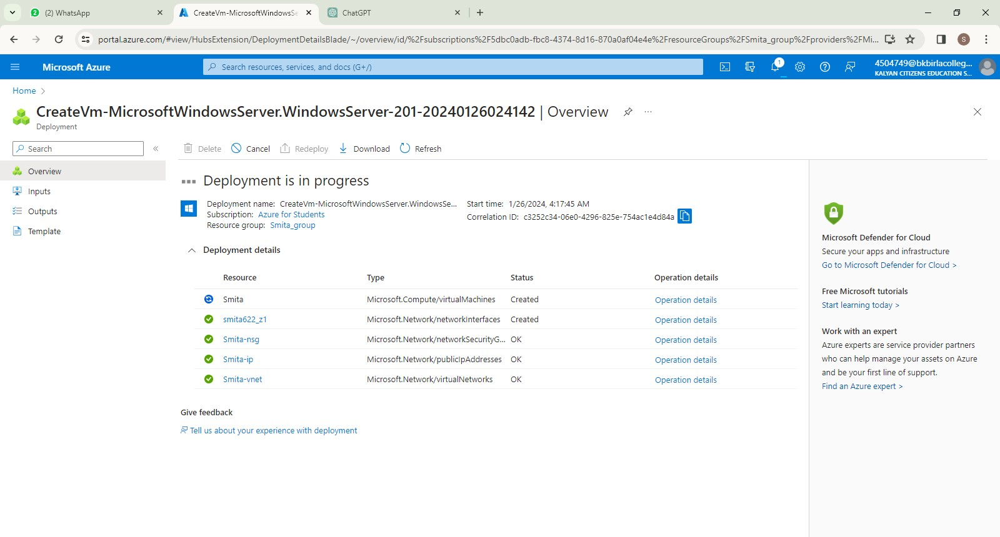 2 (2) WhatsApp
CreateVm-MicrosoftWindowsSe
ChatGPT
portal.azure.com/#view/HubsExtension/DeploymentDetailsBlade/~/overview/id/%2Fsubscriptions%2F5dbc0adb-fbc8-4374-8d16-870a0af04e4e%2FresourceGroups%2FSmita_group%2Fproviders%2FMi...
S
Microsoft Azure
Search resources, services, and docs (G+/)
1
4504749@bkbirlacolleg...
KALYAN CITIZENS EDUCATION S...
Home >
CreateVm-MicrosoftWindowsServer.WindowsServer-201-20240126024142 | Overview
Deployment
Search
Delete Cancel Redeploy Download Refresh
Overview
Inputs
Outputs
Template
Deployment is in progress
Deployment name: CreateVm-MicrosoftWindowsServer.WindowsSe...
Subscription: Azure for Students
Resource group: Smita_group
Start time: 1/26/2024, 4:17:45 AM
Correlation ID: c3252c34-06e0-4296-825e-754ac1e4d84a
Deployment details
Resource Type Status Operation details
Smita Microsoft.Compute/virtualMachines Created Operation details
smita622_z1 Microsoft.Network/networkInterfaces Created Operation details
Smita-nsg Microsoft.Network/networkSecurityG... OK Operation details
Smita-ip Microsoft.Network/publicIpAddresses OK Operation details
Smita-vnet Microsoft.Network/virtualNetworks OK Operation details
Give feedback
Tell us about your experience with deployment
Microsoft Defender for Cloud
Secure your apps and infrastructure
Go to Microsoft Defender for Cloud >
Free Microsoft tutorials
Start learning today >
Work with an expert
Azure experts are service provider partners
who can help manage your assets on Azure
and be your first line of support.
Find an Azure expert >